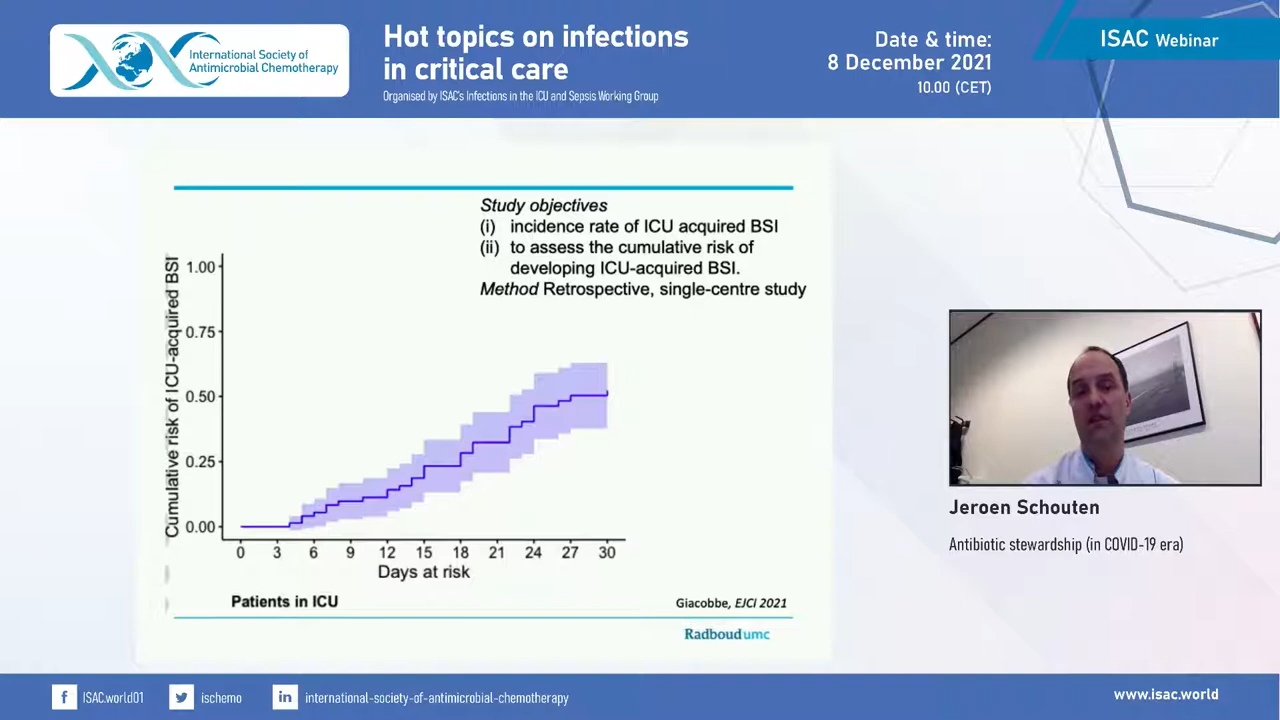 International Society of
Antimicrobial Chemotherapy
Hot topics on infections
in critical care
Organised by ISAC's Infections in the ICU and Sepsis Working Group
Date & time:
8 December 2021
10.00 (CET)
ISAC Webinar
Study objectives
(i) incidence rate of ICU acquired BSI
(ii) to assess the cumulative risk of
developing ICU-acquired BSI.
Method Retrospective, single-centre study
Cumulative risk of ICU-acquired BSI
1.00
0.75
0.50
0.25
0.00
0 3 6 9 12 15 18 21 24 27 30
Days at risk
Patients in ICU
Giacobbe, EJCI 2021
Radboudumc
Jeroen Schouten
Antibiotic stewardship (in COVID-19 era)
f ISAC.world01
ischemo
in international-society-of-antimicrobial-chemotherapy
www.isac.world